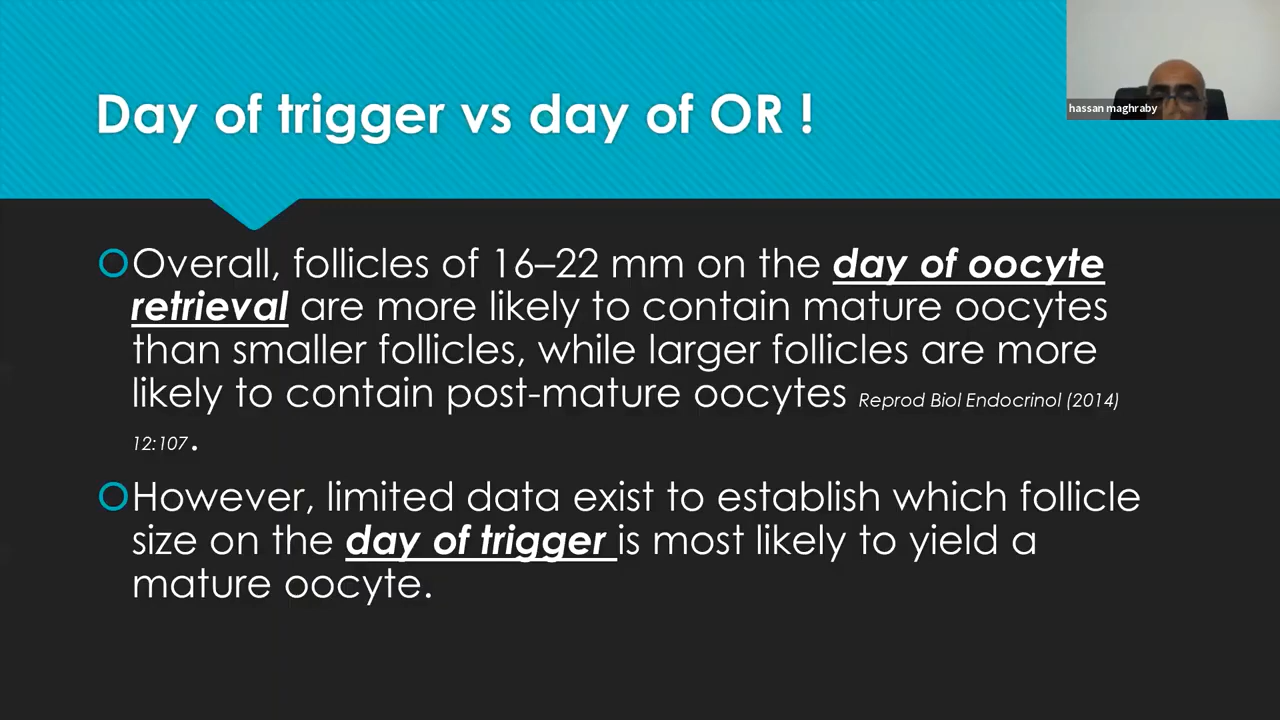 Day of trigger vs day of OR !
hassan maghraby
Overall, follicles of 16–22 mm on the day of oocyte
retrieval are more likely to contain mature oocytes
than smaller follicles, while larger follicles are more
likely to contain post-mature oocytes Reprod Biol Endocrinol (2014)
12:107.
However, limited data exist to establish which follicle
size on the day of trigger is most likely to yield a
mature oocyte.